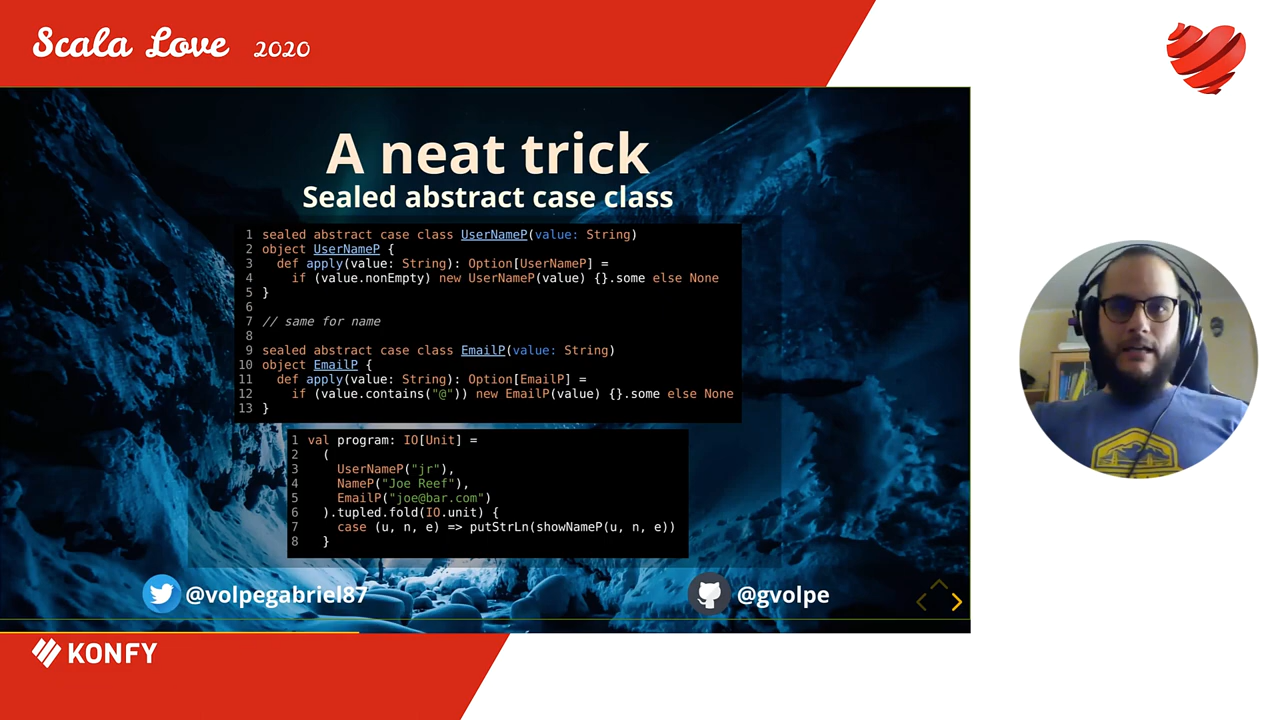 Scala Love 2020
A neat trick
Sealed abstract case class
1 sealed abstract case class UserNameP(value: String)
2 object UserNameP {
3   def apply(value: String): Option[UserNameP] =
4     if (value.nonEmpty) new UserNameP(value) {}.some else None
5 }
6
7 // same for name
8
9 sealed abstract case class EmailP(value: String)
10 object EmailP {
11   def apply(value: String): Option[EmailP] =
12     if (value.contains("@")) new EmailP(value) {}.some else None
13 }
1 val program: IO[Unit] =
2   (
3     UserNameP("jr"),
4     NameP("Joe Reef"),
5     EmailP("joe@bar.com")
6   ).tupled.fold(IO.unit) {
7     case (u, n, e) => putStrLn(showNameP(u, n, e))
8   }
@volpegabriel87
@gvolpe
KONFY